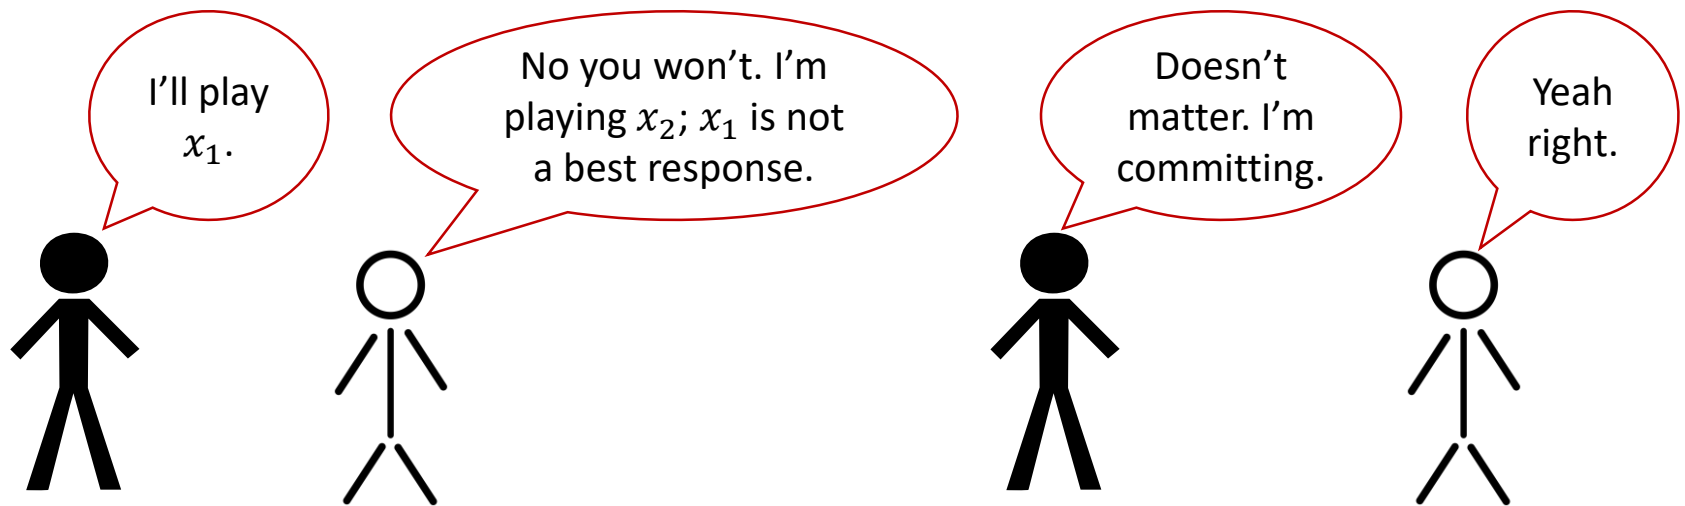 I'll play
x₁.
No you won't. I'm
playing x₂; x₁ is not
a best response.
Doesn't
matter. I'm
committing.
Yeah
right.